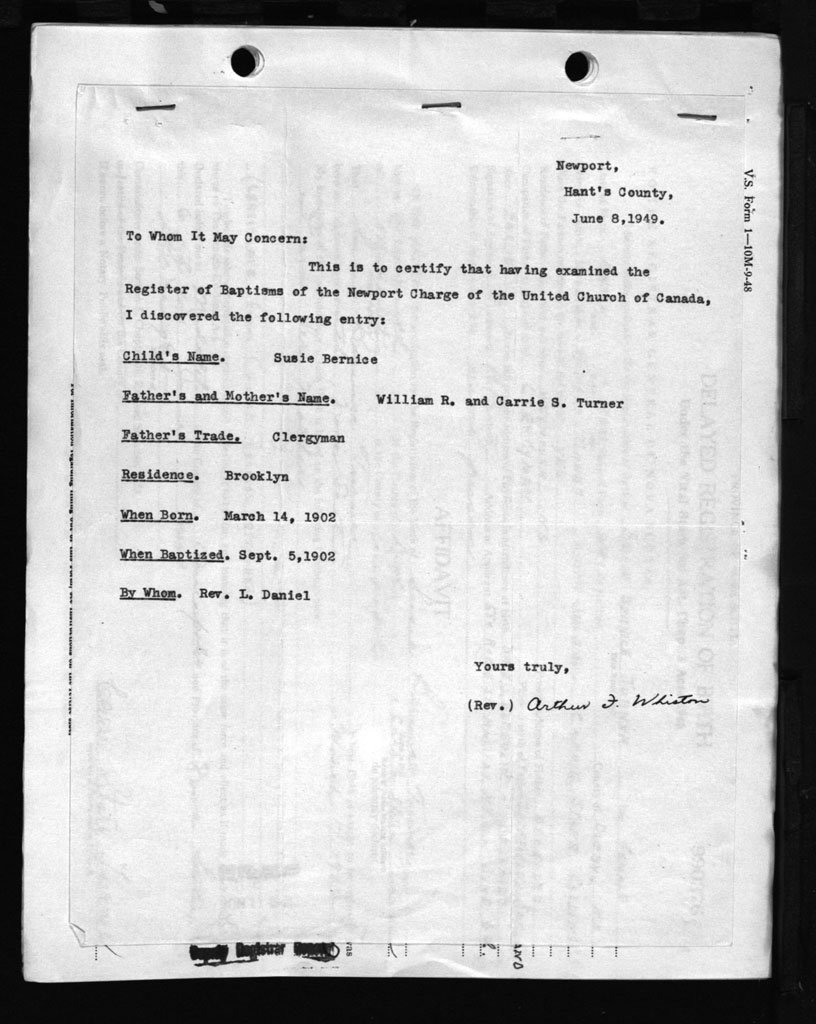 Newport,
Hant's County,
June 8,1949.
V.S. Form 1—10M-9-48
To Whom It May Concern:
This is to certify that having examined the
Register of Baptisms of the Newport Charge of the United Church of Canada,
I discovered the following entry:
Child's Name. Susie Bernice
Father's and Mother's Name. William R. and Carrie S. Turner
Father's Trade. Clergyman
Residence. Brooklyn
When Born. March 14, 1902
When Baptized. Sept. 5,1902
By Whom. Rev. L. Daniel
Yours truly,
(Rev.) Arthur F. Whiston
Deputy Registrar